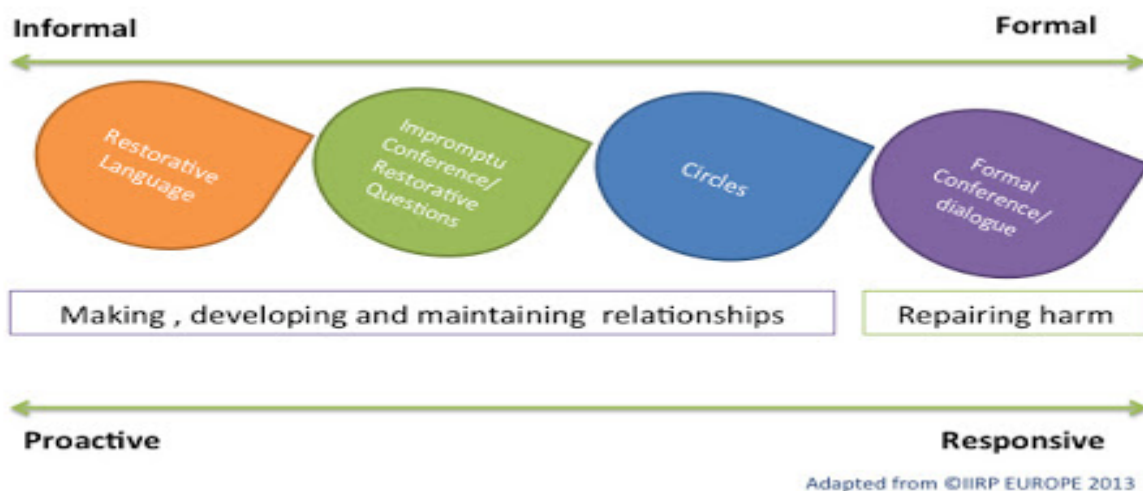 Informal
Formal
Restorative
Language
Impromptu
Conference/
Restorative
Questions
Circles
Formal
Conference/
dialogue
Making , developing and maintaining relationships
Repairing harm
Proactive
Responsive
Adapted from ©IIRP EUROPE 2013